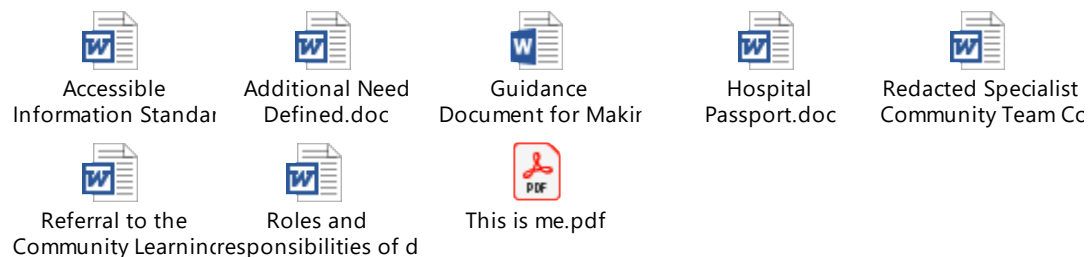 Accessible
Information Standar
Additional Need
Defined.doc
Guidance
Document for Makir
Hospital
Passport.doc
Redacted Specialist
Community Team Co
Referral to the
Community Learninc
Roles and
responsibilities of d
PDF
This is me.pdf